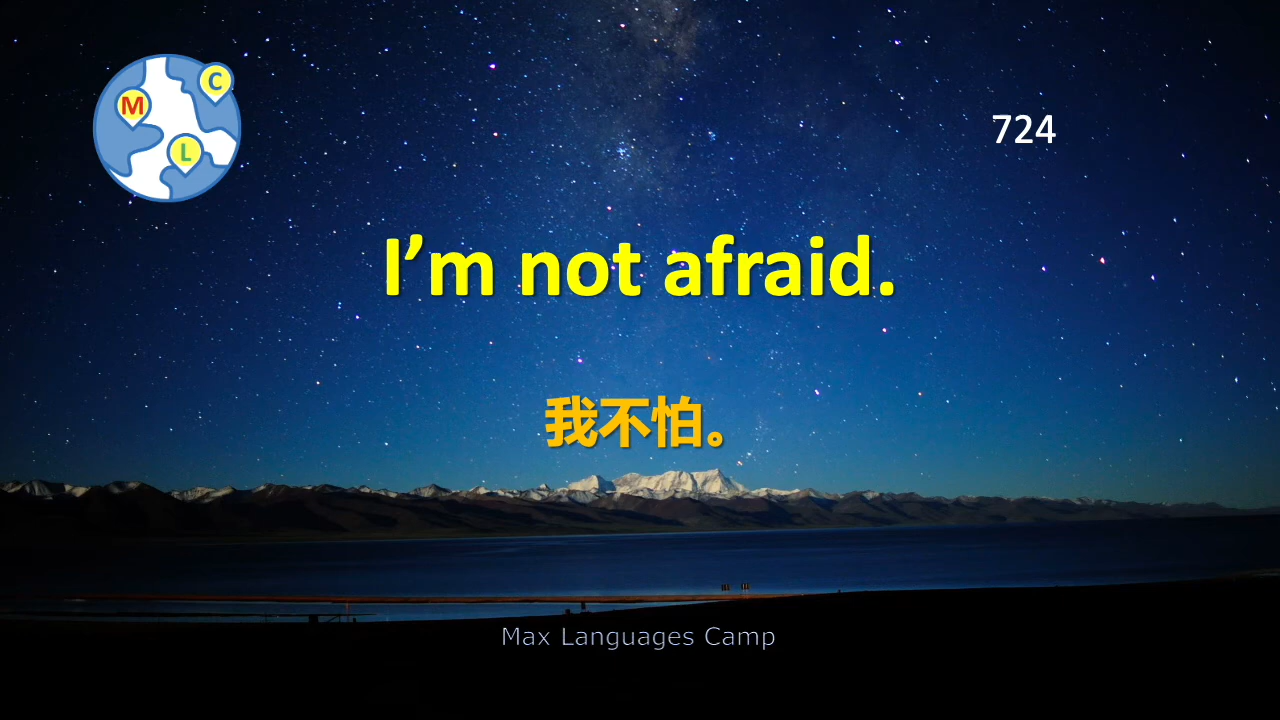 M
C
L
724
I’m not afraid.
我不怕。
Max Languages Camp